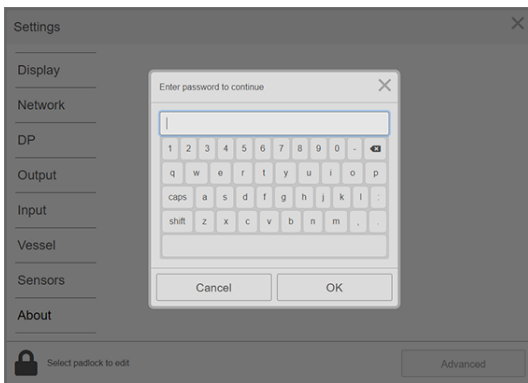 Settings
Display
Network
DP
Output
Input
Vessel
Sensors
About
Enter password to continue
1 2 3 4 5 6 7 8 9 0 -
q w e r t y u i o p
caps a s d f g h j k l :
shift z x c v b n m , .
Cancel OK
Select padlock to edit
Advanced